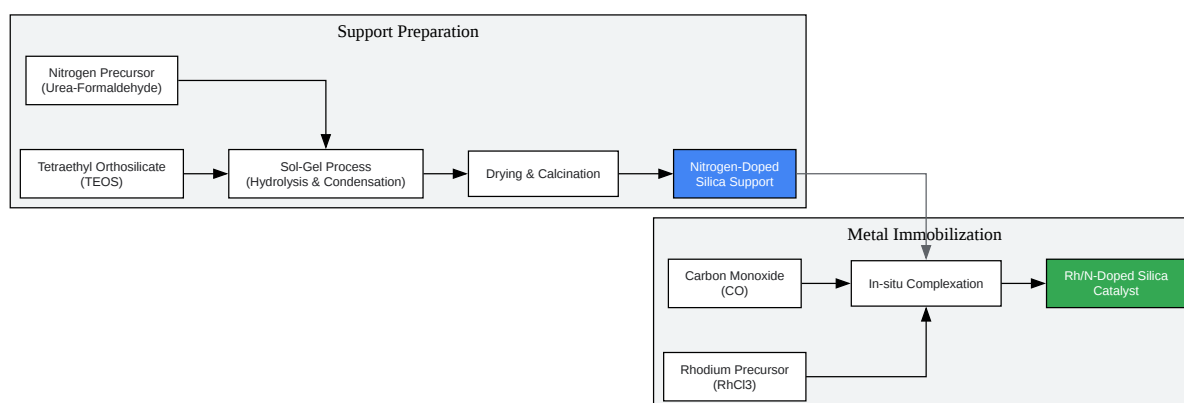 Support Preparation
Nitrogen Precursor
(Urea-Formaldehyde)
Tetraethyl Orthosilicate
(TEOS)
Sol-Gel Process
(Hydrolysis & Condensation)
Drying & Calcination
Nitrogen-Doped
Silica Support
Metal Immobilization
Carbon Monoxide
(CO)
In-situ Complexation
Rh/N-Doped Silica
Catalyst
Rhodium Precursor
(RhCl3)